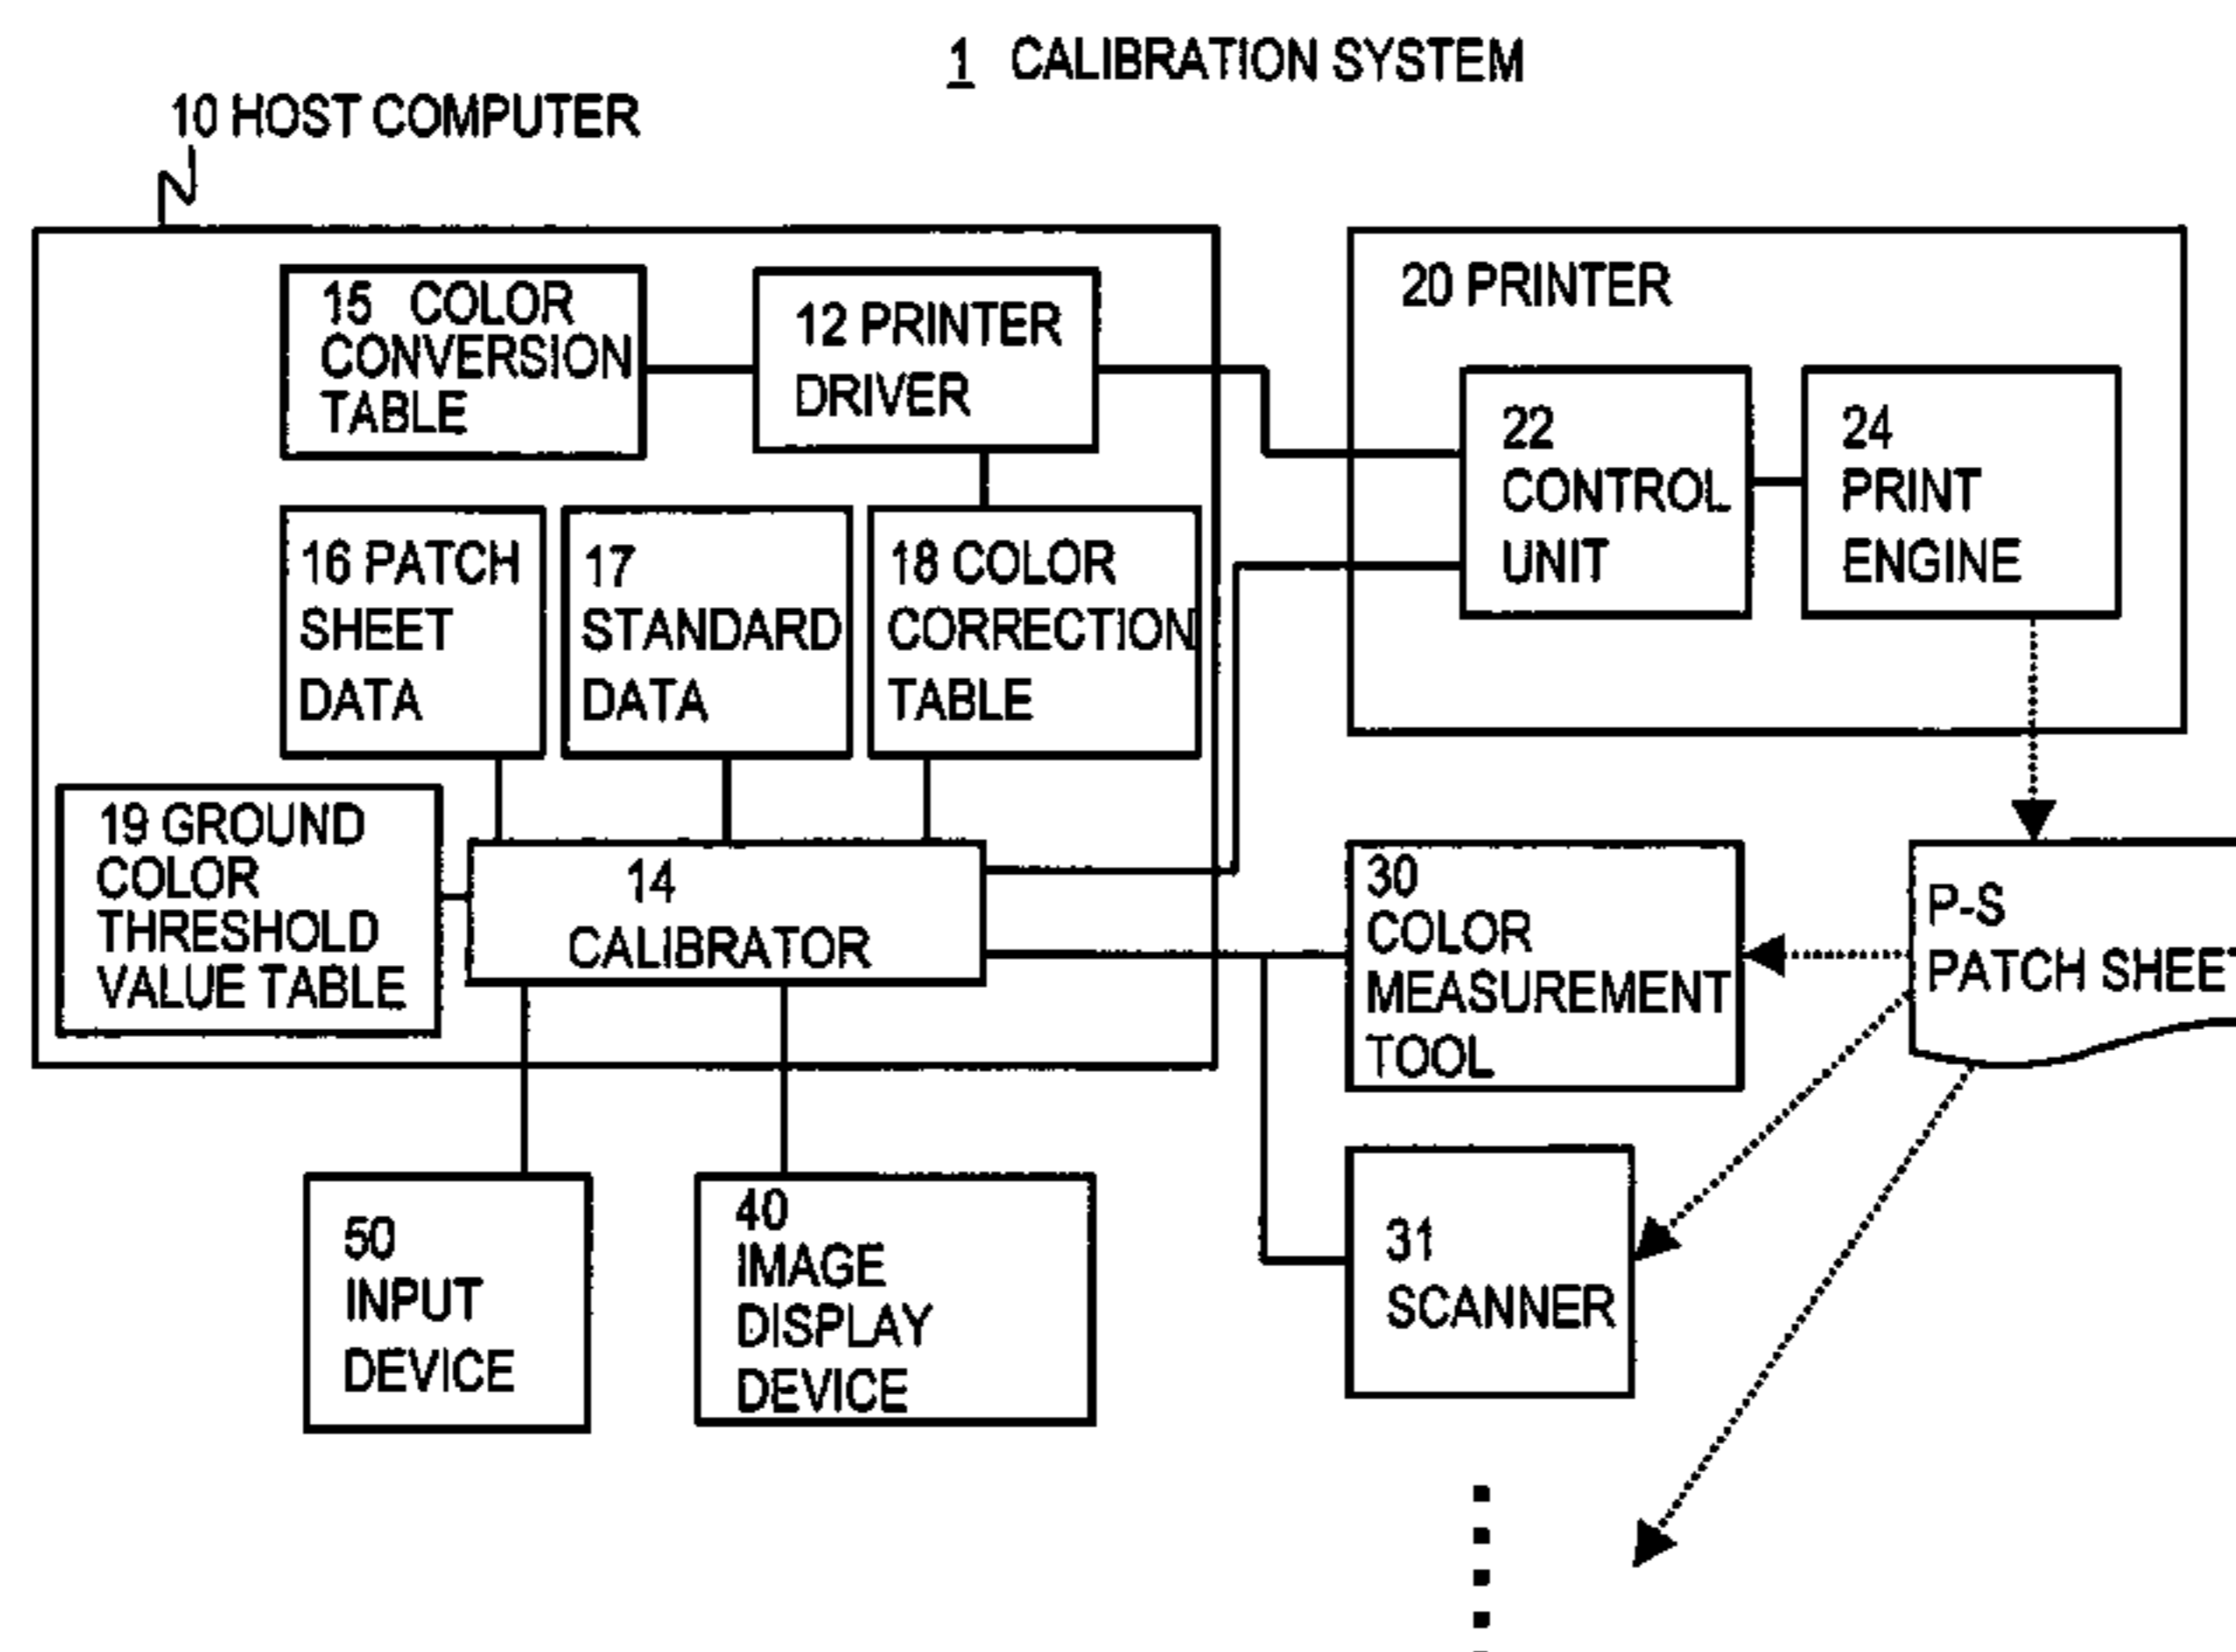 1 CALIBRATION SYSTEM
10 HOST COMPUTER
15 COLOR
CONVERSION
TABLE
12 PRINTER
DRIVER
20 PRINTER
22
CONTROL
UNIT
24
PRINT
ENGINE
16 PATCH
SHEET
DATA
17
STANDARD
DATA
18 COLOR
CORRECTION
TABLE
19 GROUND
COLOR
THRESHOLD
VALUE TABLE
14
CALIBRATOR
30
COLOR
MEASUREMENT
TOOL
P-S
PATCH SHEET
31
SCANNER
50
INPUT
DEVICE
40
IMAGE
DISPLAY
DEVICE